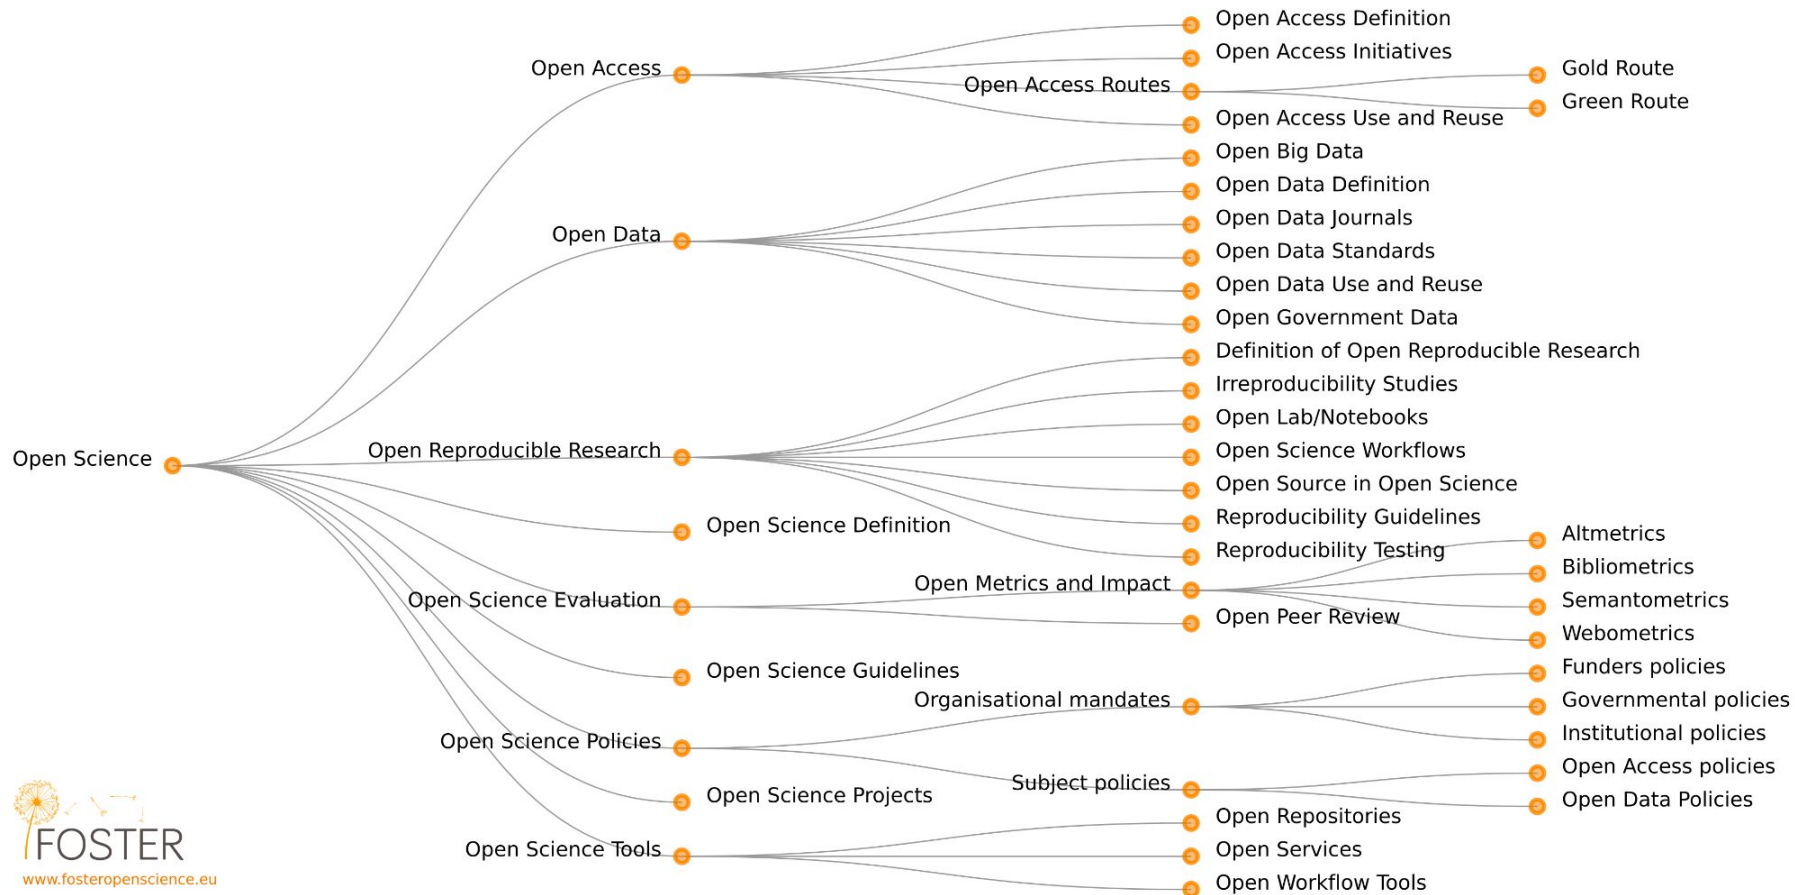 Open Science
Open Access
Open Access Definition
Open Access Initiatives
Open Access Routes
Gold Route
Green Route
Open Access Use and Reuse
Open Data
Open Big Data
Open Data Definition
Open Data Journals
Open Data Standards
Open Data Use and Reuse
Open Government Data
Open Reproducible Research
Definition of Open Reproducible Research
Irreproducibility Studies
Open Lab/Notebooks
Open Science Workflows
Open Source in Open Science
Reproducibility Guidelines
Reproducibility Testing
Open Science Definition
Open Science Evaluation
Open Metrics and Impact
Altmetrics
Bibliometrics
Semantometrics
Webometrics
Open Peer Review
Open Science Guidelines
Open Science Policies
Organisational mandates
Funders policies
Governmental policies
Institutional policies
Subject policies
Open Access policies
Open Data Policies
Open Science Projects
Open Science Tools
Open Repositories
Open Services
Open Workflow Tools
FOSTER
www.fosteropenscience.eu